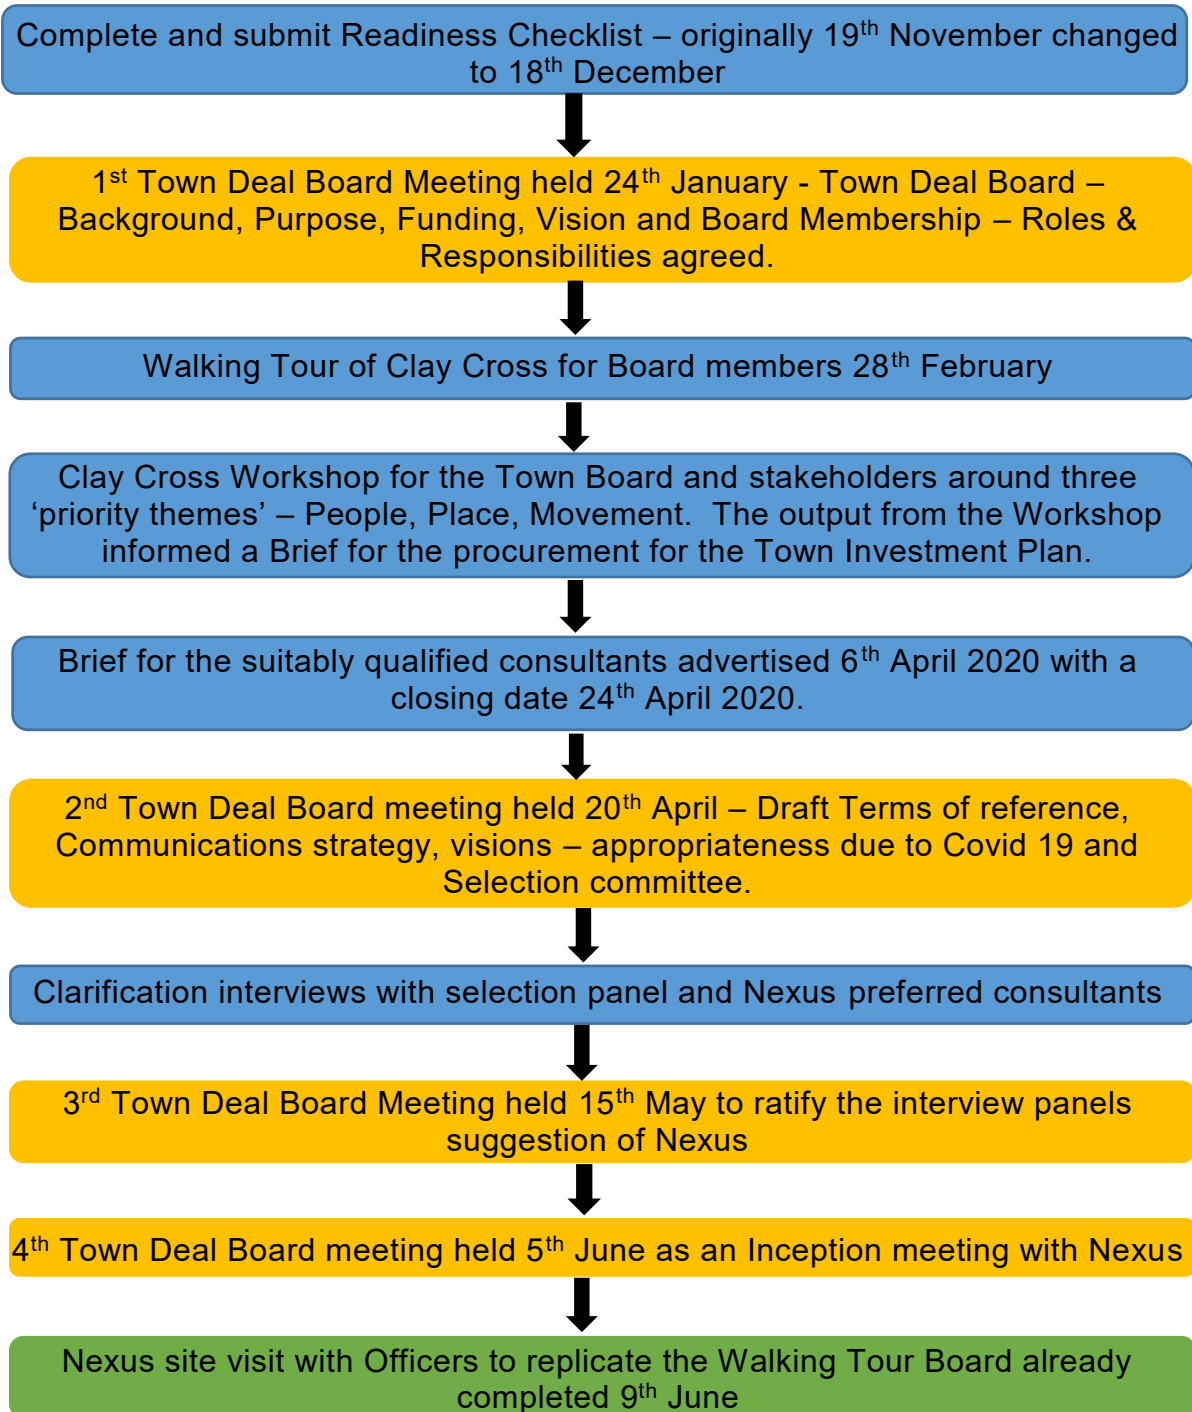 Complete and submit Readiness Checklist – originally 19th November changed
to 18th December
1st Town Deal Board Meeting held 24th January - Town Deal Board –
Background, Purpose, Funding, Vision and Board Membership – Roles &
Responsibilities agreed.
Walking Tour of Clay Cross for Board members 28th February
Clay Cross Workshop for the Town Board and stakeholders around three
‘priority themes’ – People, Place, Movement.  The output from the Workshop
informed a Brief for the procurement for the Town Investment Plan.
Brief for the suitably qualified consultants advertised 6th April 2020 with a
closing date 24th April 2020.
2nd Town Deal Board meeting held 20th April – Draft Terms of reference,
Communications strategy, visions – appropriateness due to Covid 19 and
Selection committee.
Clarification interviews with selection panel and Nexus preferred consultants
3rd Town Deal Board Meeting held 15th May to ratify the interview panels
suggestion of Nexus
4th Town Deal Board meeting held 5th June as an Inception meeting with Nexus
Nexus site visit with Officers to replicate the Walking Tour Board already
completed 9th June